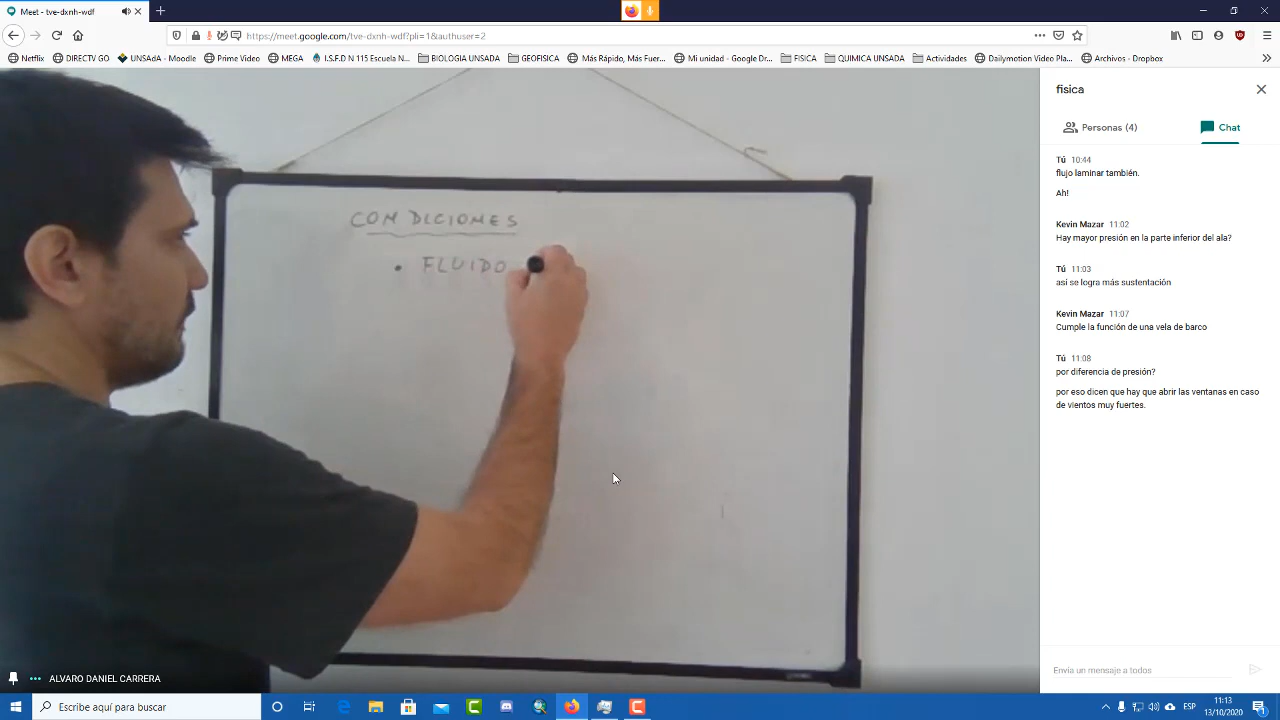 Meet - tve-dxnh-wdf
https://meet.google.com/tve-dxnh-wdf?pli=1&authuser=2
Netflix DIRECTV GO UNSAdA - Moodle Prime Video MEGA I.S.F.D N 115 Escuela N... BIOLOGIA UNSADA GEOFISICA Más Rápido, Más Fuer... Mi unidad - Google Dr... FISICA QUIMICA UNSADA Actividades Dailymotion Video Pla... Archivos - Dropbox
fisica
Personas (4) Chat
Tú 10:44
flujo laminar también.
Ah!
Kevin Mazar 11:02
Hay mayor presión en la parte inferior del ala?
Tú 11:03
asi se logra más sustentación
Kevin Mazar 11:07
Cumple la función de una vela de barco
Tú 11:08
por diferencia de presión?
por eso dicen que hay que abrir las ventanas en caso
de vientos muy fuertes.
CONDICIONES
• FLUIDO
ALVARO DANIEL CARRERA
Envía un mensaje a todos
Escribe aquí para buscar
ESP
11:13
13/10/2020
1